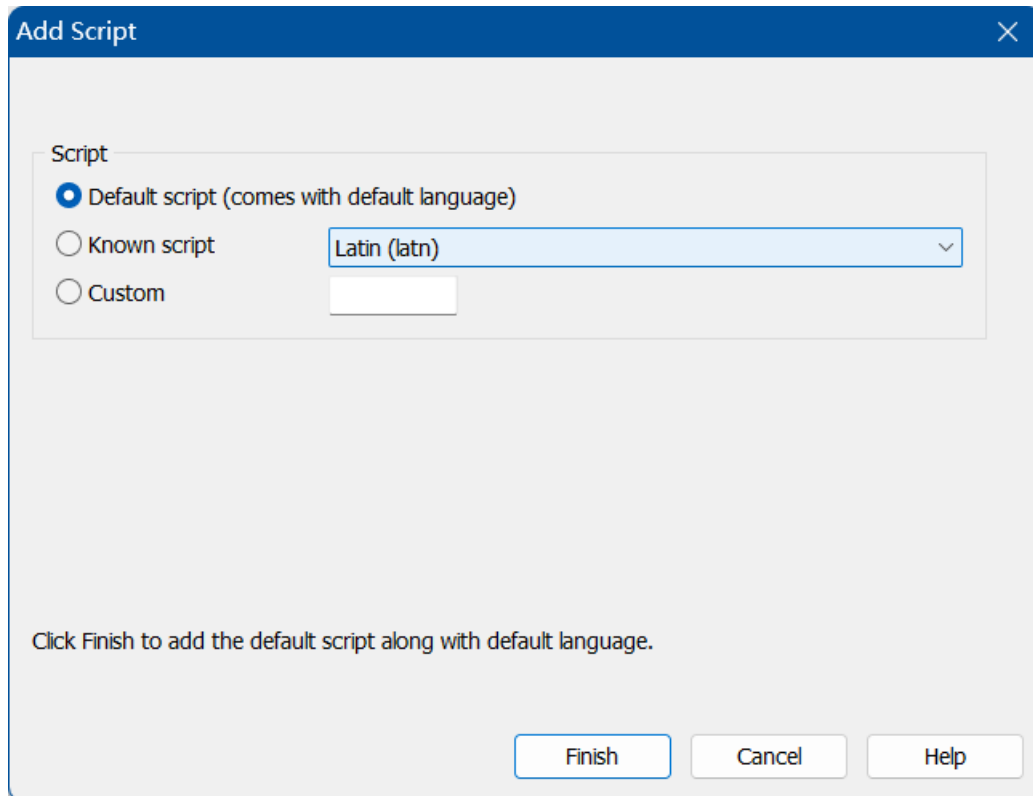 Add Script
Script
Default script (comes with default language)
Known script
Latin (latn)
Custom
Click Finish to add the default script along with default language.
Finish
Cancel
Help